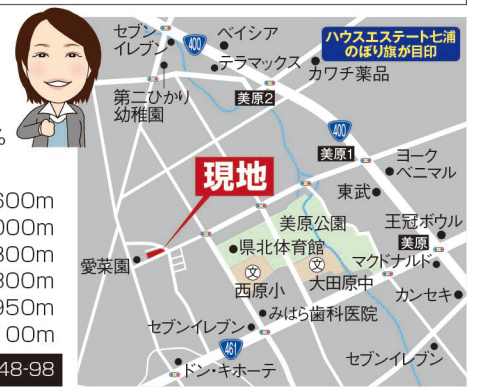 セブン
イレブン
400
ベイシア
テラマックス
カワチ薬品
ハウスエステート七浦
のぼり旗が目印
第二ひかり
幼稚園
美原2
%
400
美原1
ヨーク
ベニマル
現地
東武
600m
000m
300m
300m
950m
00m
48-98
美原公園
王冠ボウル
美原
県北体育館
マクドナルド
愛菜園
文
西原小
文
大田原中
カンセキ
みはら歯科医院
セブンイレブン
461
ドン・キホーテ
セブンイレブン